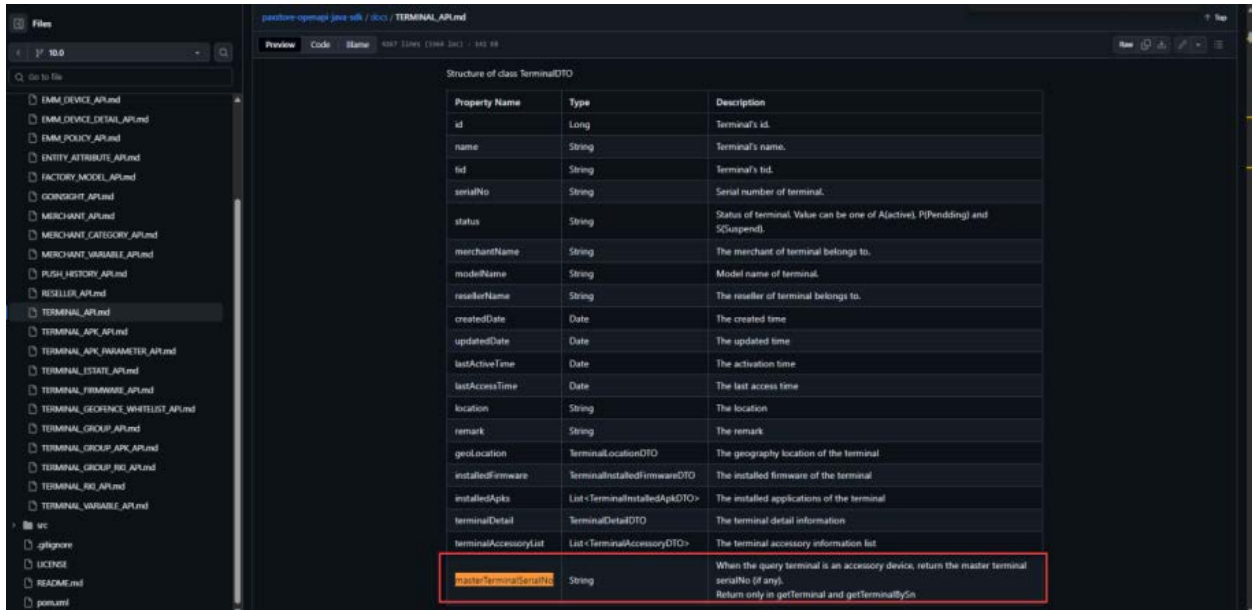 Files
paxstore-openapi-java-sdk / docs / TERMINAL_API.md
Top
10.0
Preview Code Blame
Raw
Go to file
EMM_DEVICE_API.md
EMM_DEVICE_DETAIL_API.md
EMM_POLICY_API.md
ENTITY_ATTRIBUTE_API.md
FACTORY_MODEL_API.md
GOINSIGHT_API.md
MERCHANT_API.md
MERCHANT_CATEGORY_API.md
MERCHANT_VARIABLE_API.md
PUSH_HISTORY_API.md
RESELLER_API.md
TERMINAL_API.md
TERMINAL_APK_API.md
TERMINAL_APK_PARAMETER_API.md
TERMINAL_ESTATE_API.md
TERMINAL_FIRMWARE_API.md
TERMINAL_GEOFENCE_WHITELIST_API.md
TERMINAL_GROUP_API.md
TERMINAL_GROUP_APK_API.md
TERMINAL_GROUP_RKI_API.md
TERMINAL_RKI_API.md
TERMINAL_VARIABLE_API.md
src
.gitignore
LICENSE
README.md
pom.xml
Structure of class TerminalDTO
Property Name Type Description
id Long Terminal's id.
name String Terminal's name.
tid String Terminal's tid.
serialNo String Serial number of terminal.
status String Status of terminal. Value can be one of A(active), P(Pendding) and
S(Suspend).
merchantName String The merchant of terminal belongs to.
modelName String Model name of terminal.
resellerName String The reseller of terminal belongs to.
createdDate Date The created time
updatedDate Date The updated time
lastActiveTime Date The activation time
lastAccessTime Date The last access time
location String The location
remark String The remark
geoLocation TerminalLocationDTO The geography location of the terminal
installedFirmware TerminalInstalledFirmwareDTO The installed firmware of the terminal
installedApks List<TerminalInstalledApkDTO> The installed applications of the terminal
terminalDetail TerminalDetailDTO The terminal detail information
terminalAccessoryList List<TerminalAccessoryDTO> The terminal accessory information list
masterTerminalSerialNo String When the query terminal is an accessory device, return the master terminal
serialNo (if any).
Return only in getTerminal and getTerminalBySn